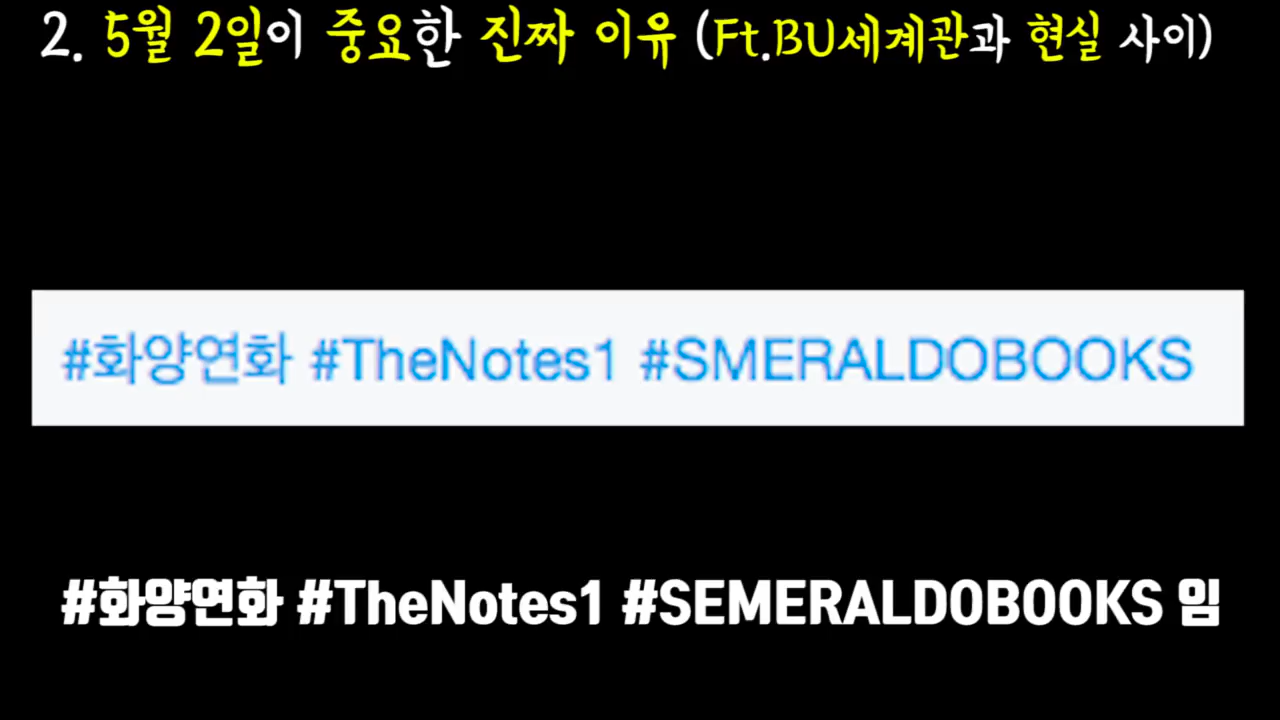 2. 5월 2일이 중요한 진짜 이유 (Ft.BU세계관과 현실 사이)
#화양연화 #TheNotes1 #SMERALDOBOOKS
#화양연화 #TheNotes1 #SEMERALDOBOOKS 임